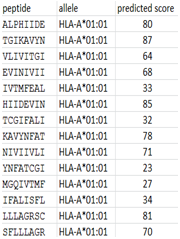 peptide allele predicted score
ALPHIIDE HLA-A*01:01 80
TGIKAVYN HLA-A*01:01 87
VLIVITGI HLA-A*01:01 64
EVINIVII HLA-A*01:01 68
IVTMFEAL HLA-A*01:01 33
HIIDEVIN HLA-A*01:01 85
TCGIFALI HLA-A*01:01 32
KAVYNFAT HLA-A*01:01 78
NIVIIVLI HLA-A*01:01 71
YNFATCGI HLA-A*01:01 23
MGQIVTMF HLA-A*01:01 27
IFALISFL HLA-A*01:01 34
LLLAGRSC HLA-A*01:01 81
SFLLLAGR HLA-A*01:01 70